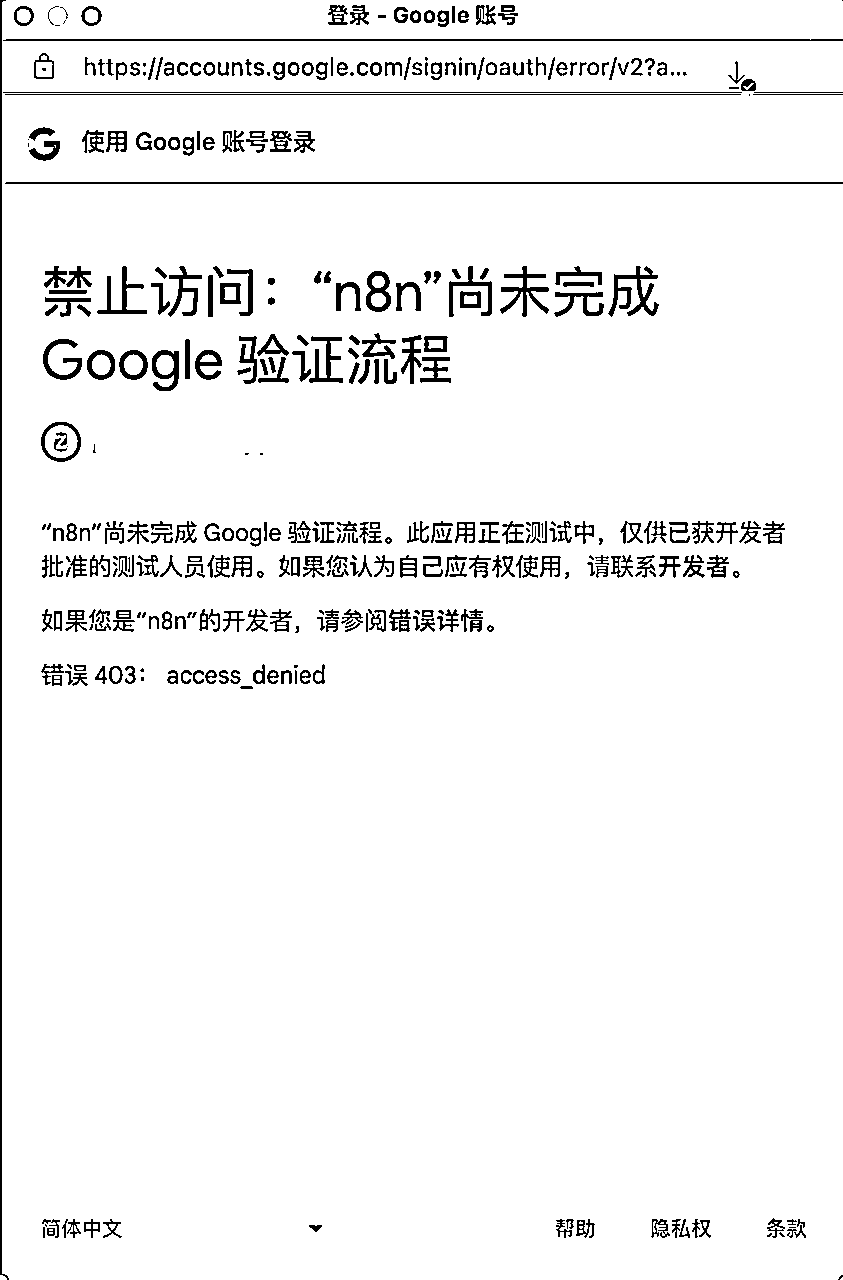 登录 - Google 账号
https://accounts.google.com/signin/oauth/error/v2?a...
使用 Google 账号登录
禁止访问：“n8n”尚未完成
Google 验证流程
“n8n”尚未完成 Google 验证流程。此应用正在测试中，仅供已获开发者
批准的测试人员使用。如果您认为自己应有权使用，请联系开发者。
如果您是“n8n”的开发者，请参阅错误详情。
错误 403： access_denied
简体中文 帮助 隐私权 条款